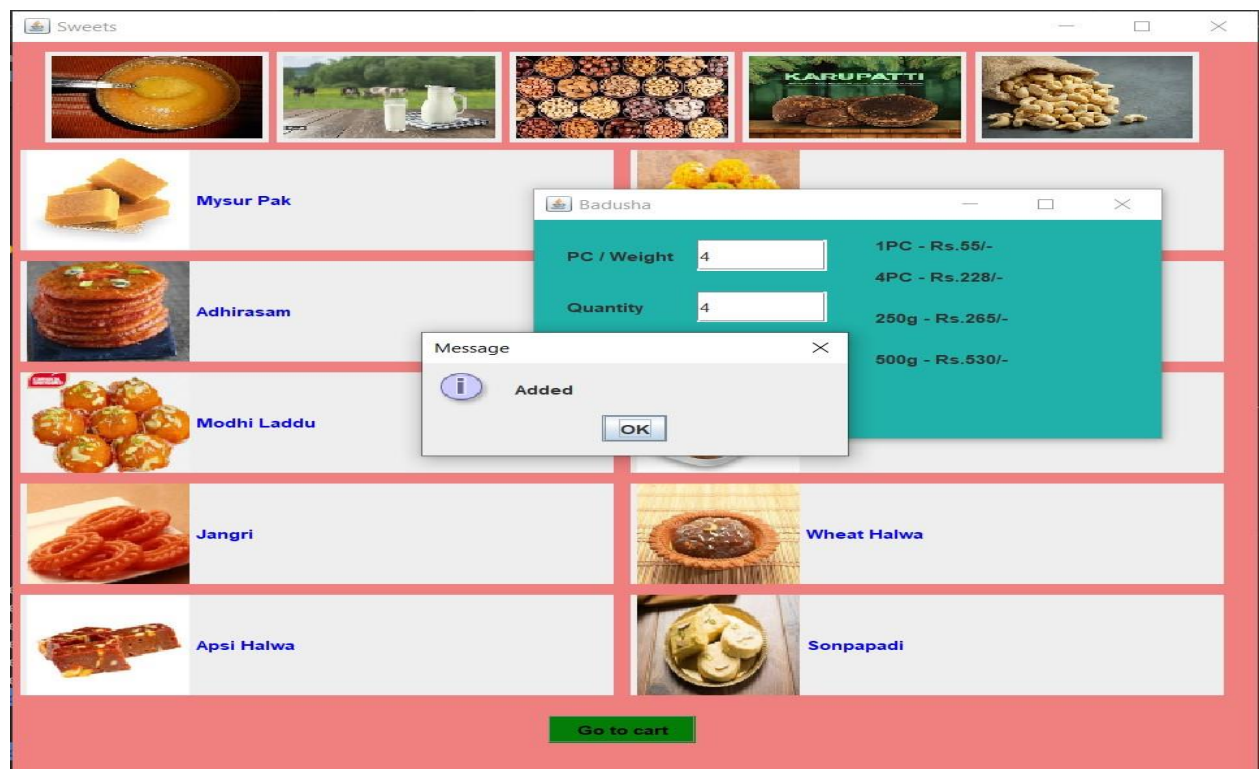 Sweets
KARUPATTI
Mysur Pak
Badusha
PC / Weight
4
1PC - Rs.55/-
4PC - Rs.228/-
Quantity
4
250g - Rs.265/-
500g - Rs.530/-
Adhirasam
Message
Added
OK
Modhi Laddu
Jangri
Wheat Halwa
Apsi Halwa
Sonpapadi
Go to cart